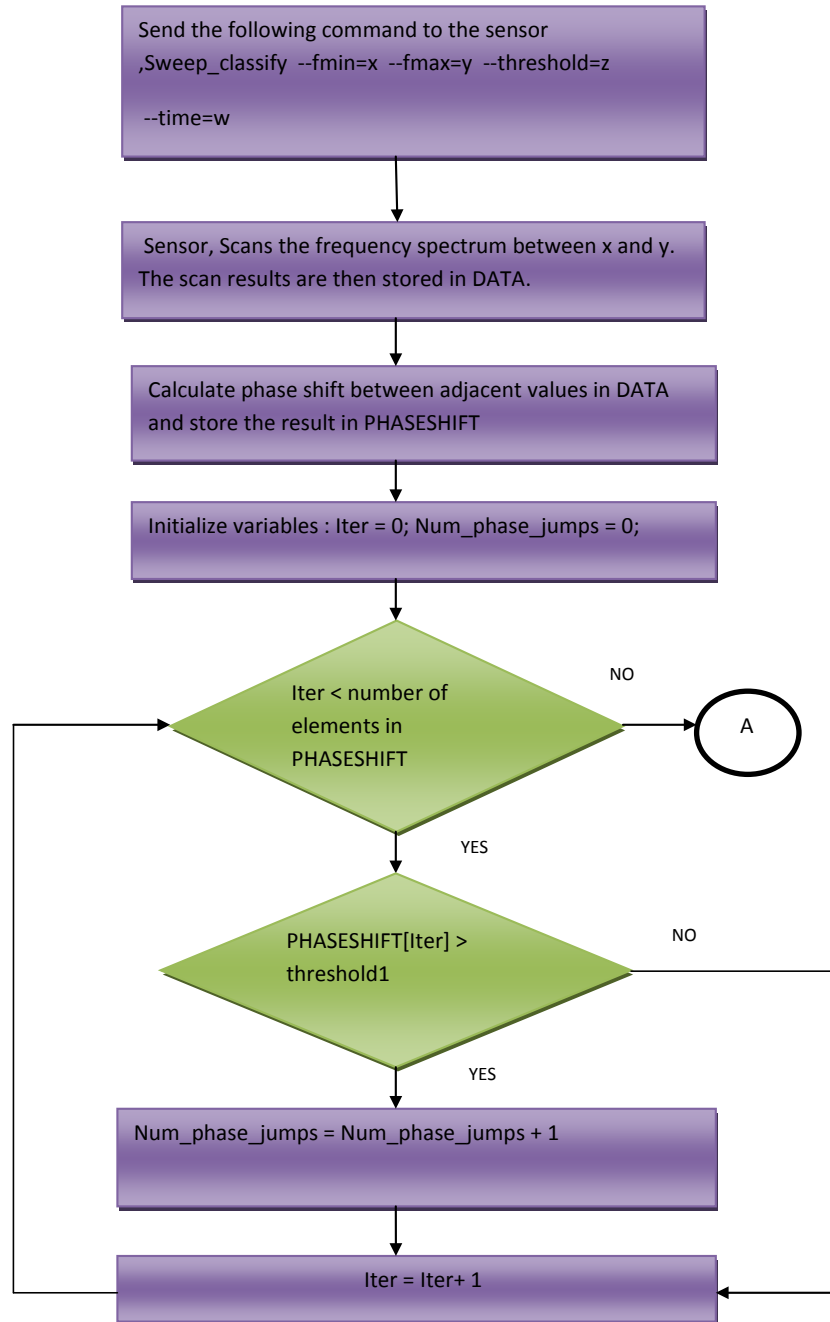 Send the following command to the sensor
,Sweep_classify --fmin=x --fmax=y --threshold=z
--time=w
Sensor, Scans the frequency spectrum between x and y.
The scan results are then stored in DATA.
Calculate phase shift between adjacent values in DATA
and store the result in PHASESHIFT
Initialize variables : Iter = 0; Num_phase_jumps = 0;
Iter < number of
elements in
PHASESHIFT
NO
A
YES
PHASESHIFT[Iter] >
threshold1
NO
YES
Num_phase_jumps = Num_phase_jumps + 1
Iter = Iter+ 1